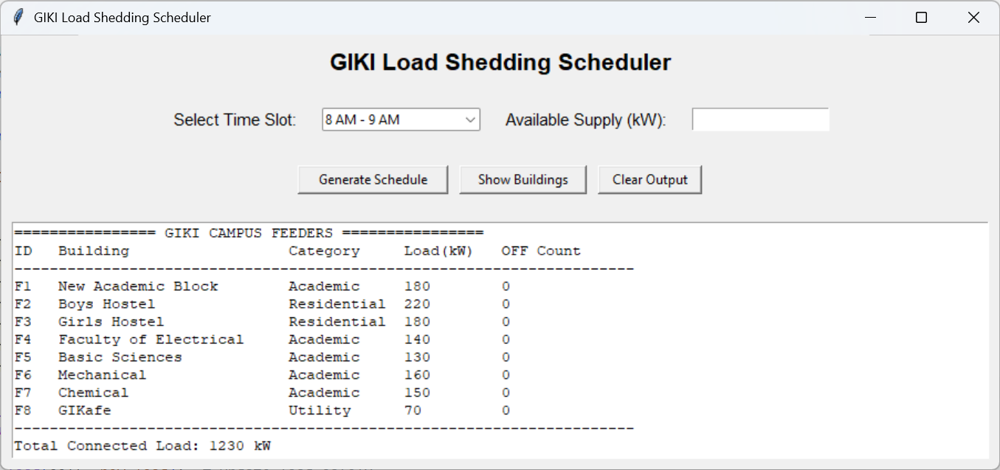 GIKI Load Shedding Scheduler
GIKI Load Shedding Scheduler
Select Time Slot: 8 AM - 9 AM Available Supply (kW):
Generate Schedule Show Buildings Clear Output
================ GIKI CAMPUS FEEDERS ================
ID   Building                  Category     Load(kW)   OFF Count
----------------------------------------------------------------------
F1   New Academic Block        Academic     180        0
F2   Boys Hostel               Residential  220        0
F3   Girls Hostel              Residential  180        0
F4   Faculty of Electrical     Academic     140        0
F5   Basic Sciences            Academic     130        0
F6   Mechanical                Academic     160        0
F7   Chemical                  Academic     150        0
F8   GIKafe                    Utility      70         0
----------------------------------------------------------------------
Total Connected Load: 1230 kW